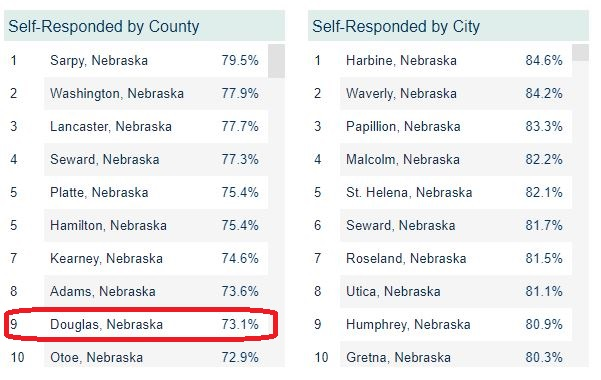 Self-Responded by County
1 Sarpy, Nebraska 79.5%
2 Washington, Nebraska 77.9%
3 Lancaster, Nebraska 77.7%
4 Seward, Nebraska 77.3%
5 Platte, Nebraska 75.4%
5 Hamilton, Nebraska 75.4%
7 Kearney, Nebraska 74.6%
8 Adams, Nebraska 73.6%
9 Douglas, Nebraska 73.1%
10 Otoe, Nebraska 72.9%
Self-Responded by City
1 Harbine, Nebraska 84.6%
2 Waverly, Nebraska 84.2%
3 Papillion, Nebraska 83.3%
4 Malcolm, Nebraska 82.2%
5 St. Helena, Nebraska 82.1%
6 Seward, Nebraska 81.7%
7 Roseland, Nebraska 81.5%
8 Utica, Nebraska 81.1%
9 Humphrey, Nebraska 80.9%
10 Gretna, Nebraska 80.3%